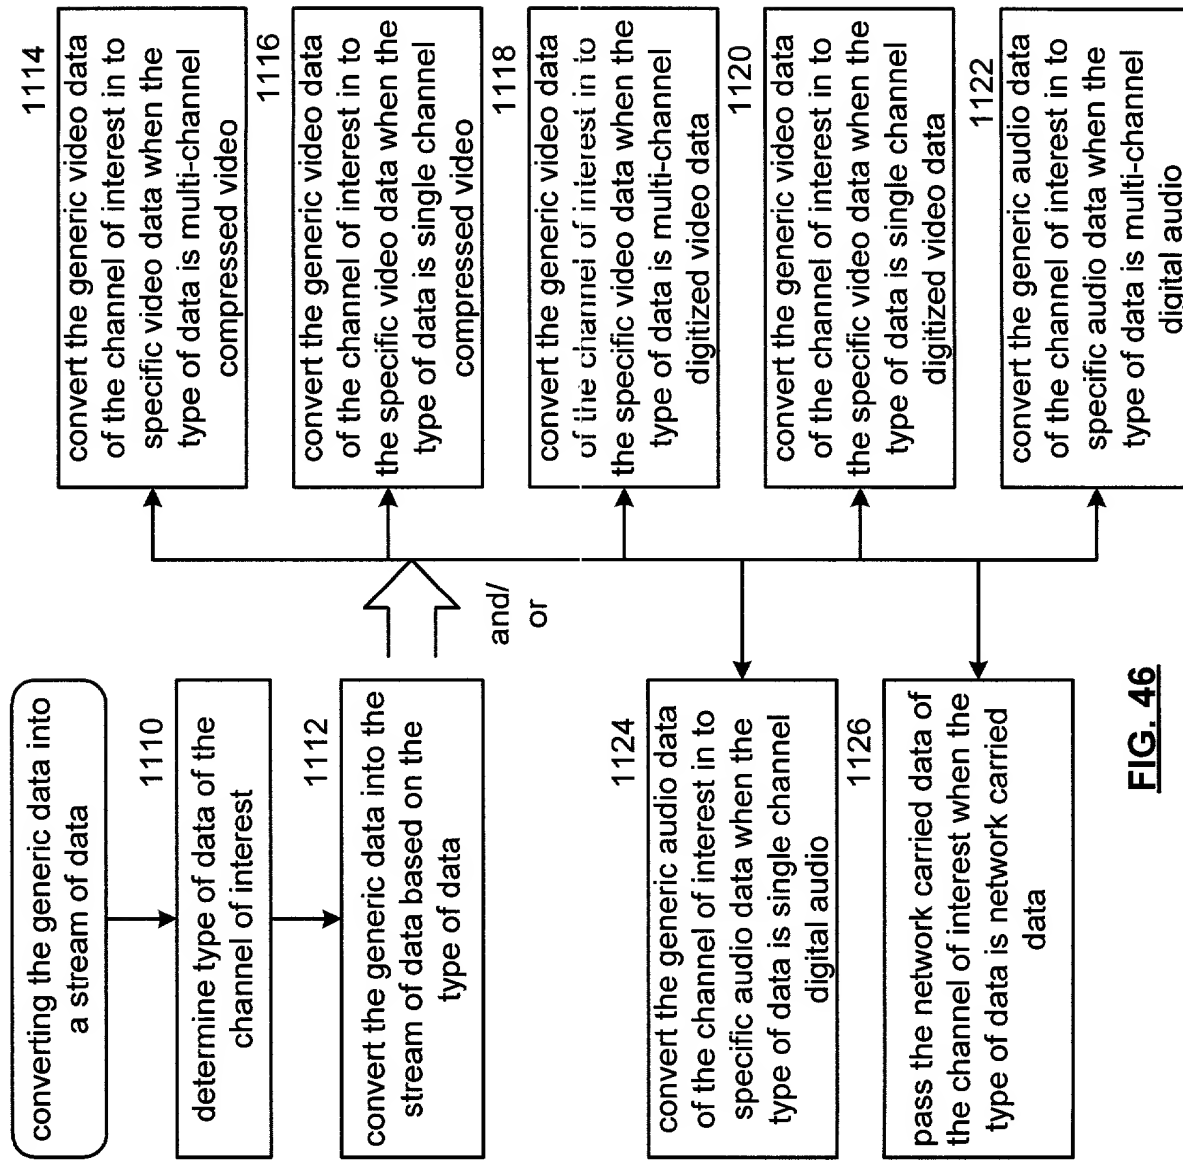 converting the generic data into
a stream of data
1110
determine type of data of the
channel of interest
1112
convert the generic data into the
stream of data based on the
type of data
and/
or
1114
convert the generic video data
of the channel of interest in to
specific video data when the
type of data is multi-channel
compressed video
1116
convert the generic video data
of the channel of interest in to
the specific video data when the
type of data is single channel
compressed video
1118
convert the generic video data
of the channel of interest in to
the specific video data when the
type of data is multi-channel
digitized video data
1120
convert the generic video data
of the channel of interest in to
the specific video data when the
type of data is single channel
digitized video data
1122
convert the generic audio data
of the channel of interest in to
specific audio data when the
type of data is multi-channel
digital audio
1124
convert the generic audio data
of the channel of interest in to
specific audio data when the
type of data is single channel
digital audio
1126
pass the network carried data of
the channel of interest when the
type of data is network carried
data
FIG. 46